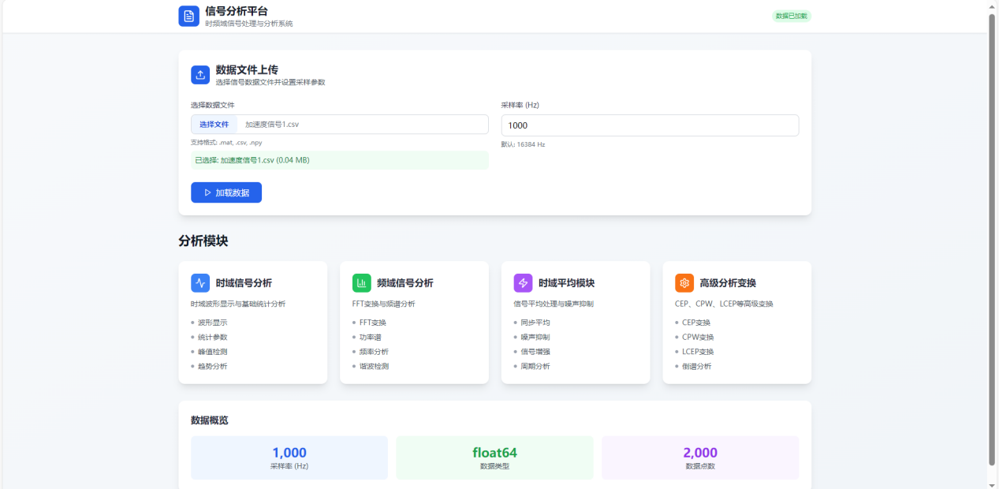 信号分析平台
时频域信号处理与分析系统
数据已加载
数据文件上传
选择信号数据文件并设置采样参数
选择数据文件
选择文件 加速度信号1.csv
支持格式: .mat, .csv, .npy
已选择: 加速度信号1.csv (0.04 MB)
采样率 (Hz)
1000
默认: 16384 Hz
加载数据
分析模块
时域信号分析
时域波形显示与基础统计分析
波形显示
统计参数
峰值检测
趋势分析
频域信号分析
FFT变换与频谱分析
FFT变换
功率谱
频率分析
谐波检测
时域平均模块
信号平均处理与噪声抑制
同步平均
噪声抑制
信号增强
周期分析
高级分析变换
CEP、CPW、LCEP等高级变换
CEP变换
CPW变换
LCEP变换
倒谱分析
数据概览
1,000
采样率 (Hz)
float64
数据类型
2,000
数据点数